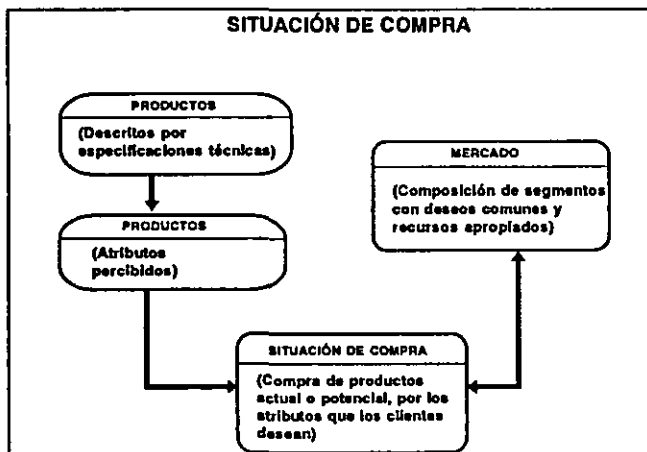 SITUACIÓN DE COMPRA
PRODUCTOS
(Descritos por
especificaciones técnicas)
PRODUCTOS
(Atributos
percibidos)
MERCADO
(Composición de segmentos
con deseos comunes y
recursos apropiados)
SITUACIÓN DE COMPRA
(Compra de productos
actual o potencial, por los
atributos que los clientes
desean)